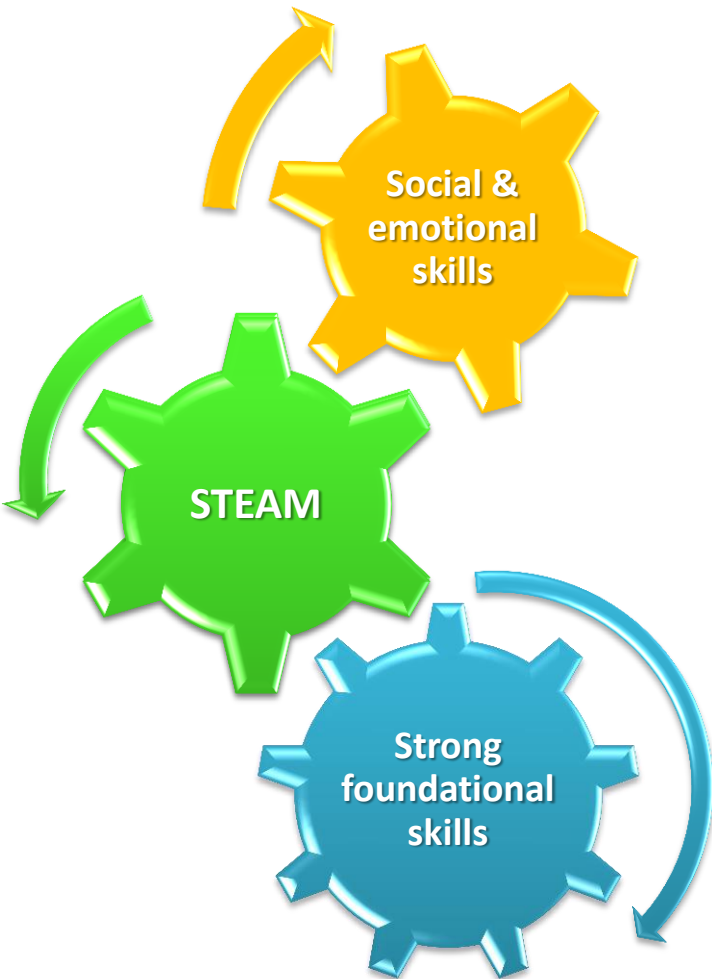 Social &
emotional
skills
STEAM
Strong
foundational
skills